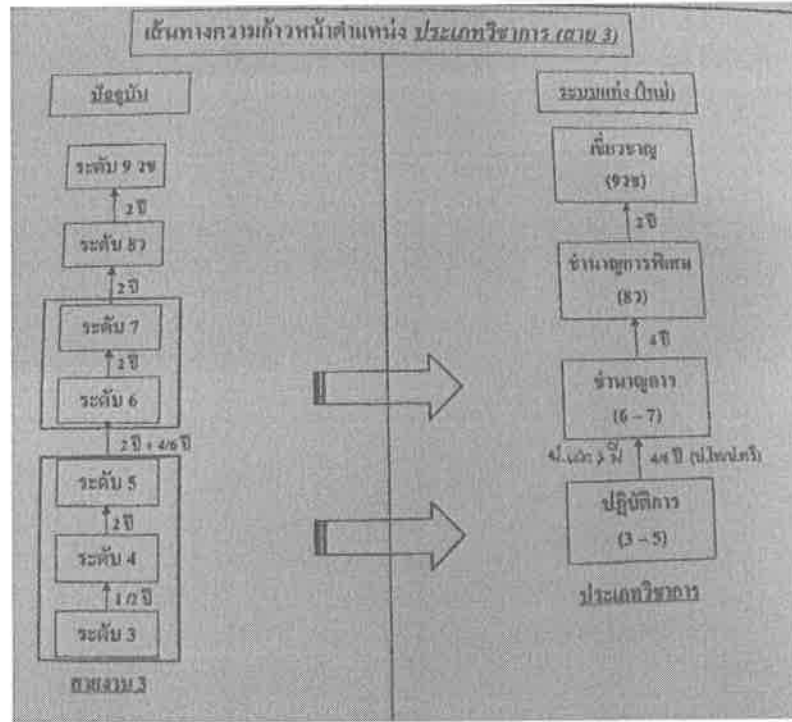 เส้นทางความก้าวหน้าตำแหน่ง ประเภทวิชาการ (สาย 3)
ปัจจุบัน
ระดับ 9 วช
2 ปี
ระดับ 8ว
2 ปี
ระดับ 7
2 ปี
ระดับ 6
2 ปี + 4/6 ปี
ระดับ 5
2 ปี
ระดับ 4
1/2 ปี
ระดับ 3
สายงาน 3
ระบบแท่ง (ใหม่)
เชี่ยวชาญ
(9วช)
2 ปี
ชำนาญการพิเศษ
(8ว)
4 ปี
ชำนาญการ
(6 – 7)
4/6 ปี (ป.โท/ป.ตรี)
ปฏิบัติการ
(3 – 5)
ประเภทวิชาการ